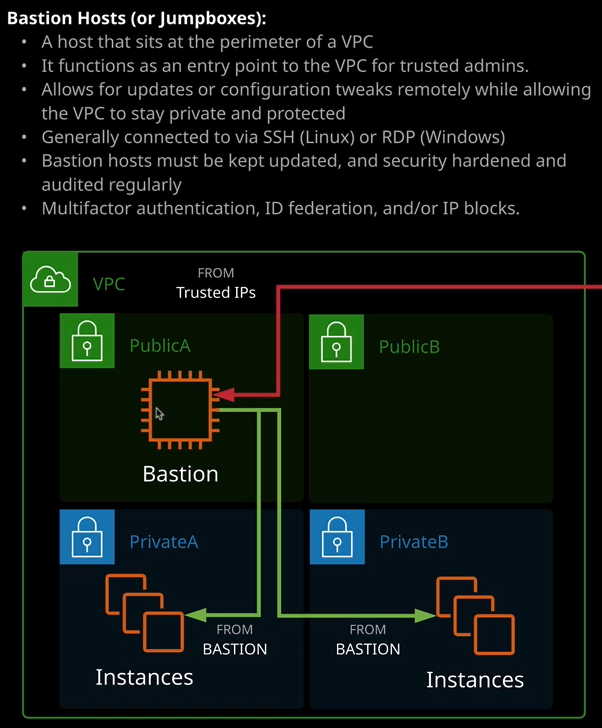 Bastion Hosts (or Jumpboxes):
• A host that sits at the perimeter of a VPC
• It functions as an entry point to the VPC for trusted admins.
• Allows for updates or configuration tweaks remotely while allowing
the VPC to stay private and protected
• Generally connected to via SSH (Linux) or RDP (Windows)
• Bastion hosts must be kept updated, and security hardened and
audited regularly
• Multifactor authentication, ID federation, and/or IP blocks.
VPC
FROM
Trusted IPs
PublicA
PublicB
Bastion
PrivateA
PrivateB
FROM
BASTION
FROM
BASTION
Instances
Instances